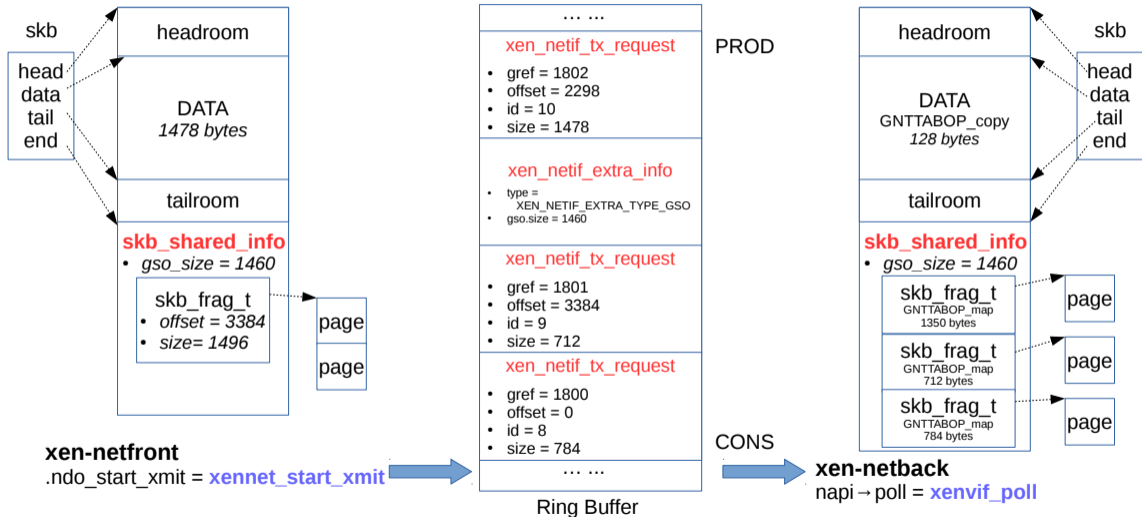 skb
head
data
tail
end
headroom
DATA
1478 bytes
tailroom
skb_shared_info
• gso_size = 1460
skb_frag_t
• offset = 3384
• size= 1496
page
page
xen-netfront
.ndo_start_xmit = xennet_start_xmit
... ...
xen_netif_tx_request
• gref = 1802
• offset = 2298
• id = 10
• size = 1478
xen_netif_extra_info
• type =
XEN_NETIF_EXTRA_TYPE_GSO
• gso.size = 1460
xen_netif_tx_request
• gref = 1801
• offset = 3384
• id = 9
• size = 712
xen_netif_tx_request
• gref = 1800
• offset = 0
• id = 8
• size = 784
... ...
Ring Buffer
PROD
CONS
headroom
DATA
GNTTABOP_copy
128 bytes
tailroom
skb_shared_info
• gso_size = 1460
skb_frag_t
GNTTABOP_map
1350 bytes
skb_frag_t
GNTTABOP_map
712 bytes
skb_frag_t
GNTTABOP_map
784 bytes
page
page
page
skb
head
data
tail
end
xen-netback
napi→poll = xenvif_poll